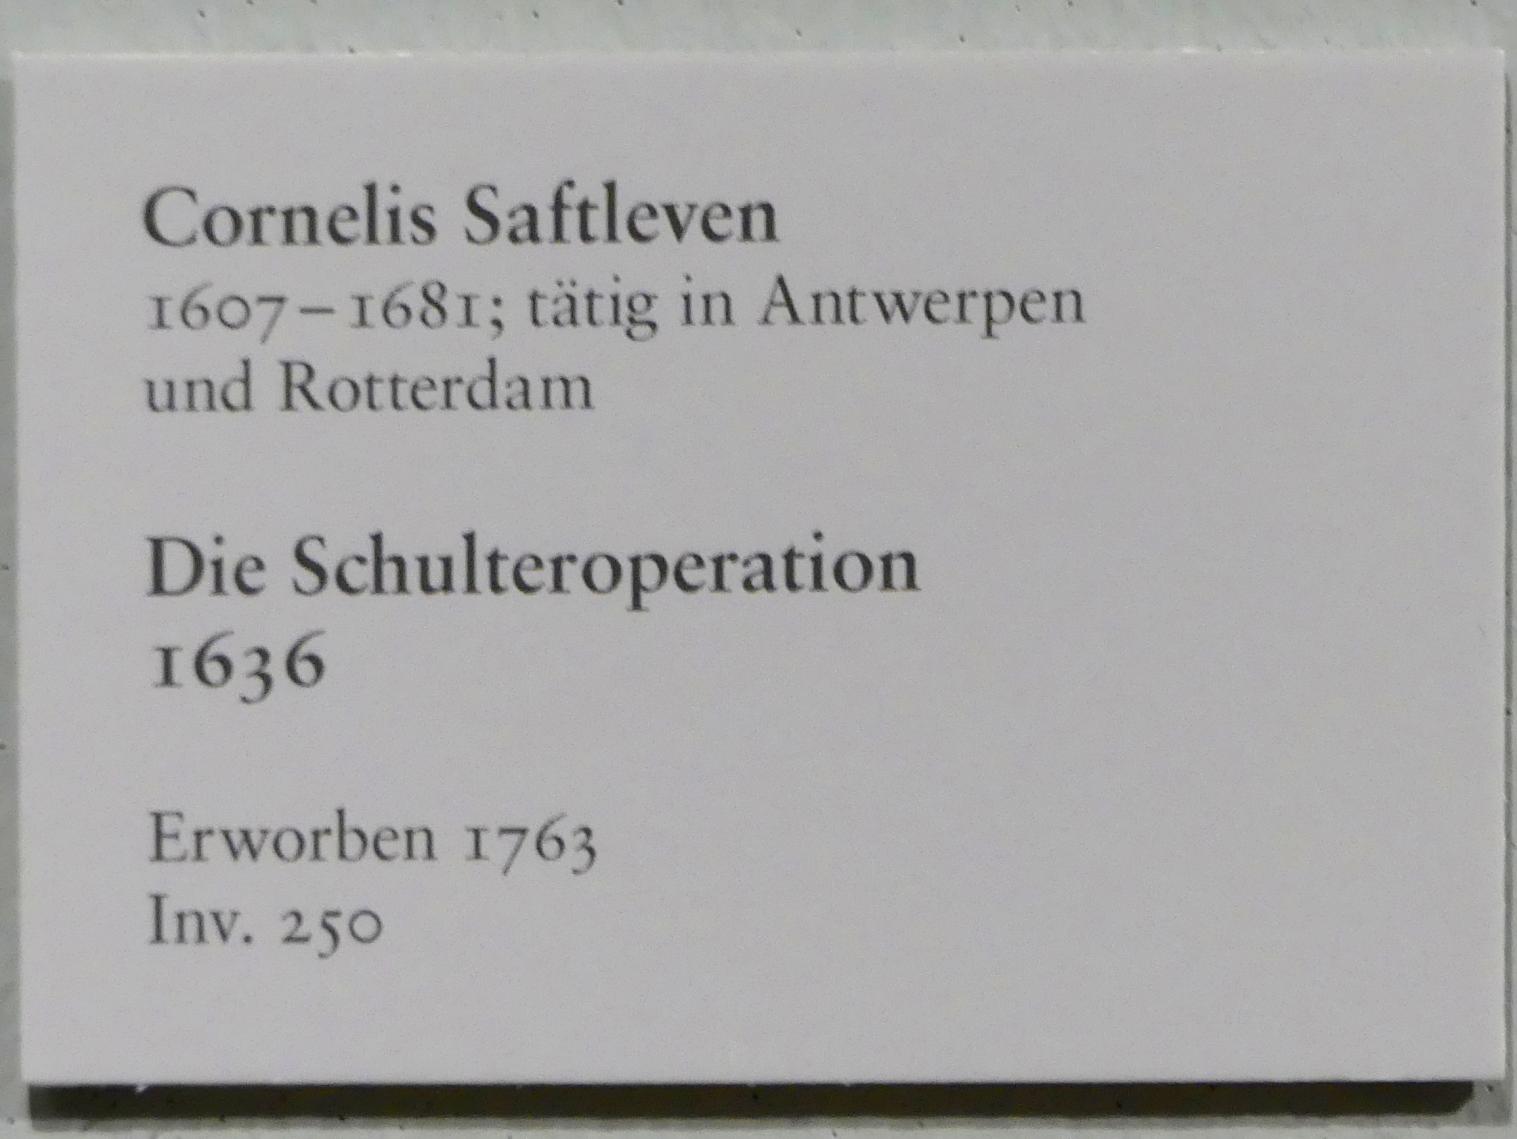 Cornelis Saftleven
1607–1681; tätig in Antwerpen
und Rotterdam
Die Schulteroperation
1636
Erworben 1763
Inv. 250